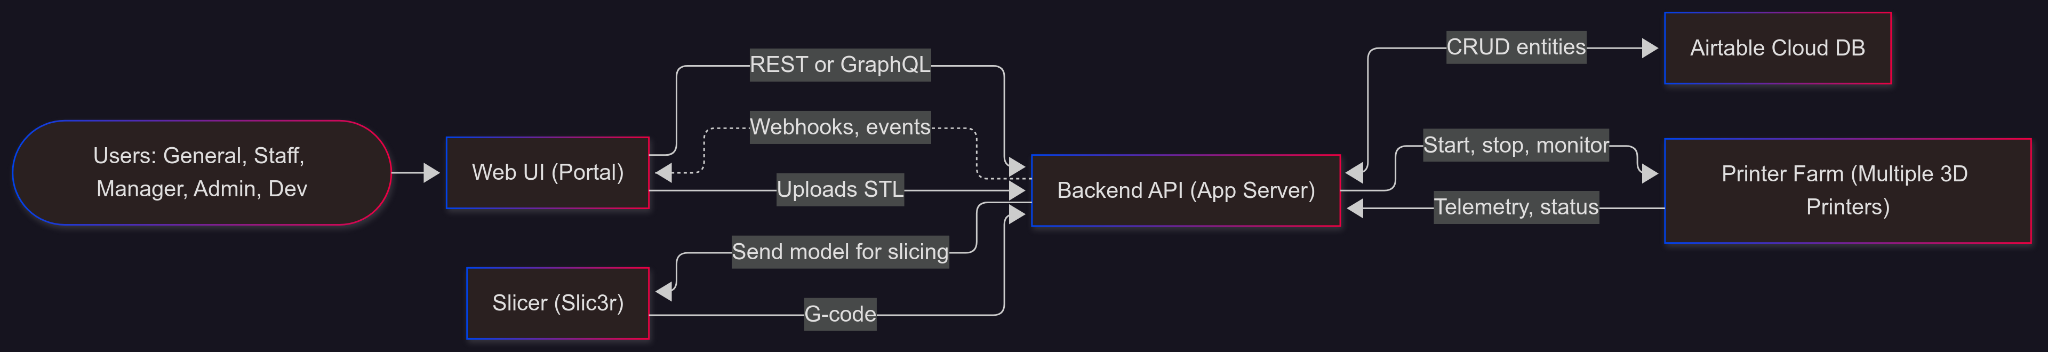 Users: General, Staff,
Manager, Admin, Dev
Web UI (Portal)
REST or GraphQL
Webhooks, events
Uploads STL
Send model for slicing
Slicer (Slic3r)
G-code
Backend API (App Server)
CRUD entities
Airtable Cloud DB
Start, stop, monitor
Telemetry, status
Printer Farm (Multiple 3D
Printers)